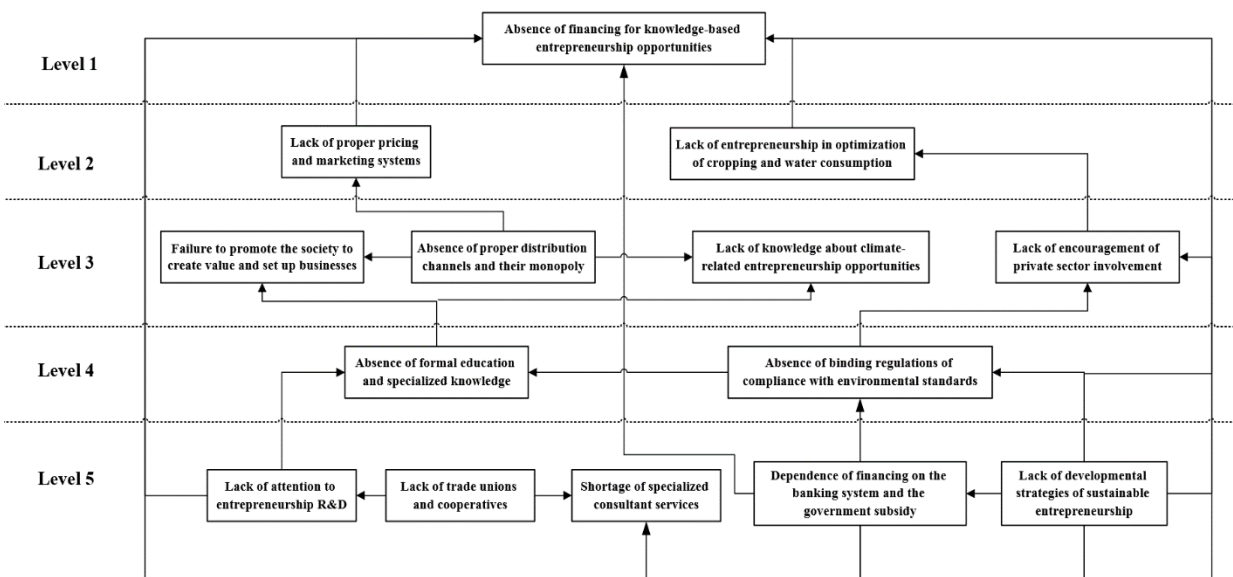 Absence of financing for knowledge-based
entrepreneurship opportunities
Level 1
Level 2
Lack of proper pricing
and marketing systems
Lack of entrepreneurship in optimization
of cropping and water consumption
Level 3
Failure to promote the society to
create value and set up businesses
Absence of proper distribution
channels and their monopoly
Lack of knowledge about climate-
related entrepreneurship opportunities
Lack of encouragement of
private sector involvement
Level 4
Absence of formal education
and specialized knowledge
Absence of binding regulations of
compliance with environmental standards
Level 5
Lack of attention to
entrepreneurship R&D
Lack of trade unions
and cooperatives
Shortage of specialized
consultant services
Dependence of financing on the
banking system and the
government subsidy
Lack of developmental
strategies of sustainable
entrepreneurship